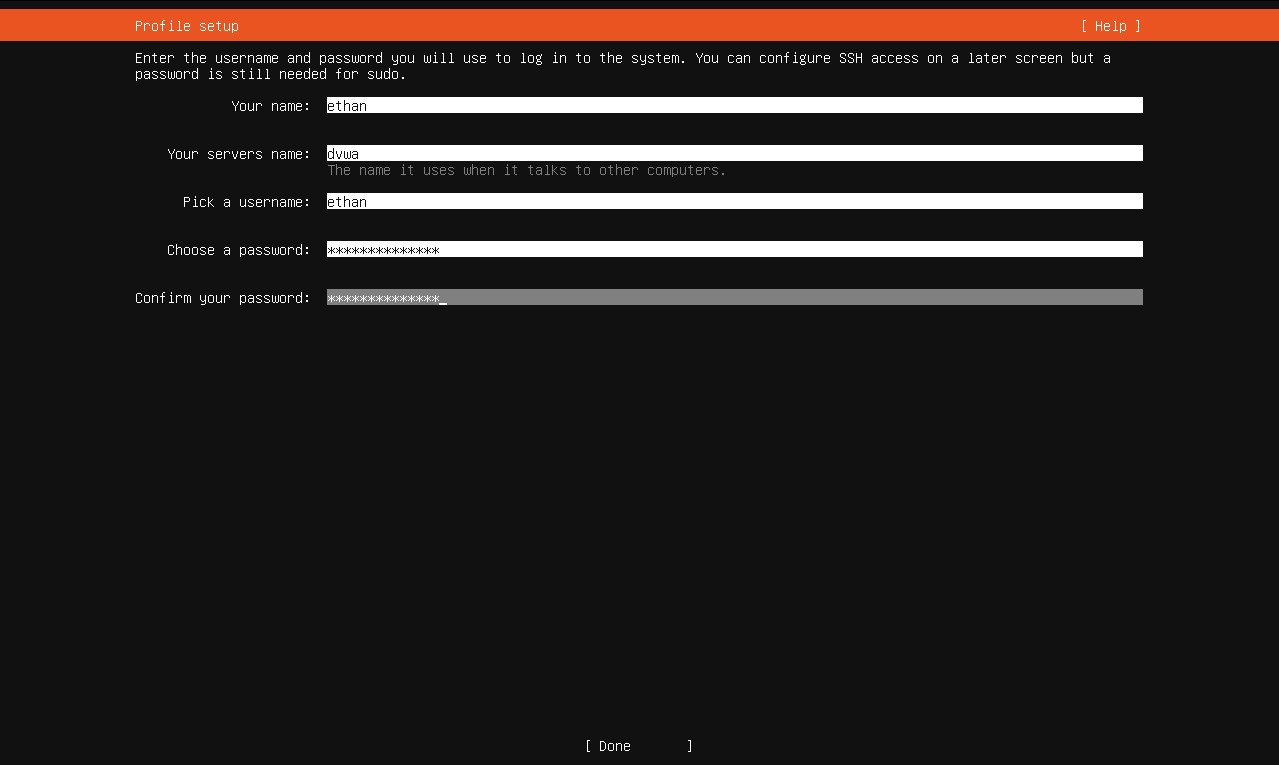 Profile setup [ Help ]
Enter the username and password you will use to log in to the system. You can configure SSH access on a later screen but a
password is still needed for sudo.
Your name: ethan
Your servers name: dvwa
The name it uses when it talks to other computers.
Pick a username: ethan
Choose a password: **************
Confirm your password: **************_
[ Done ]